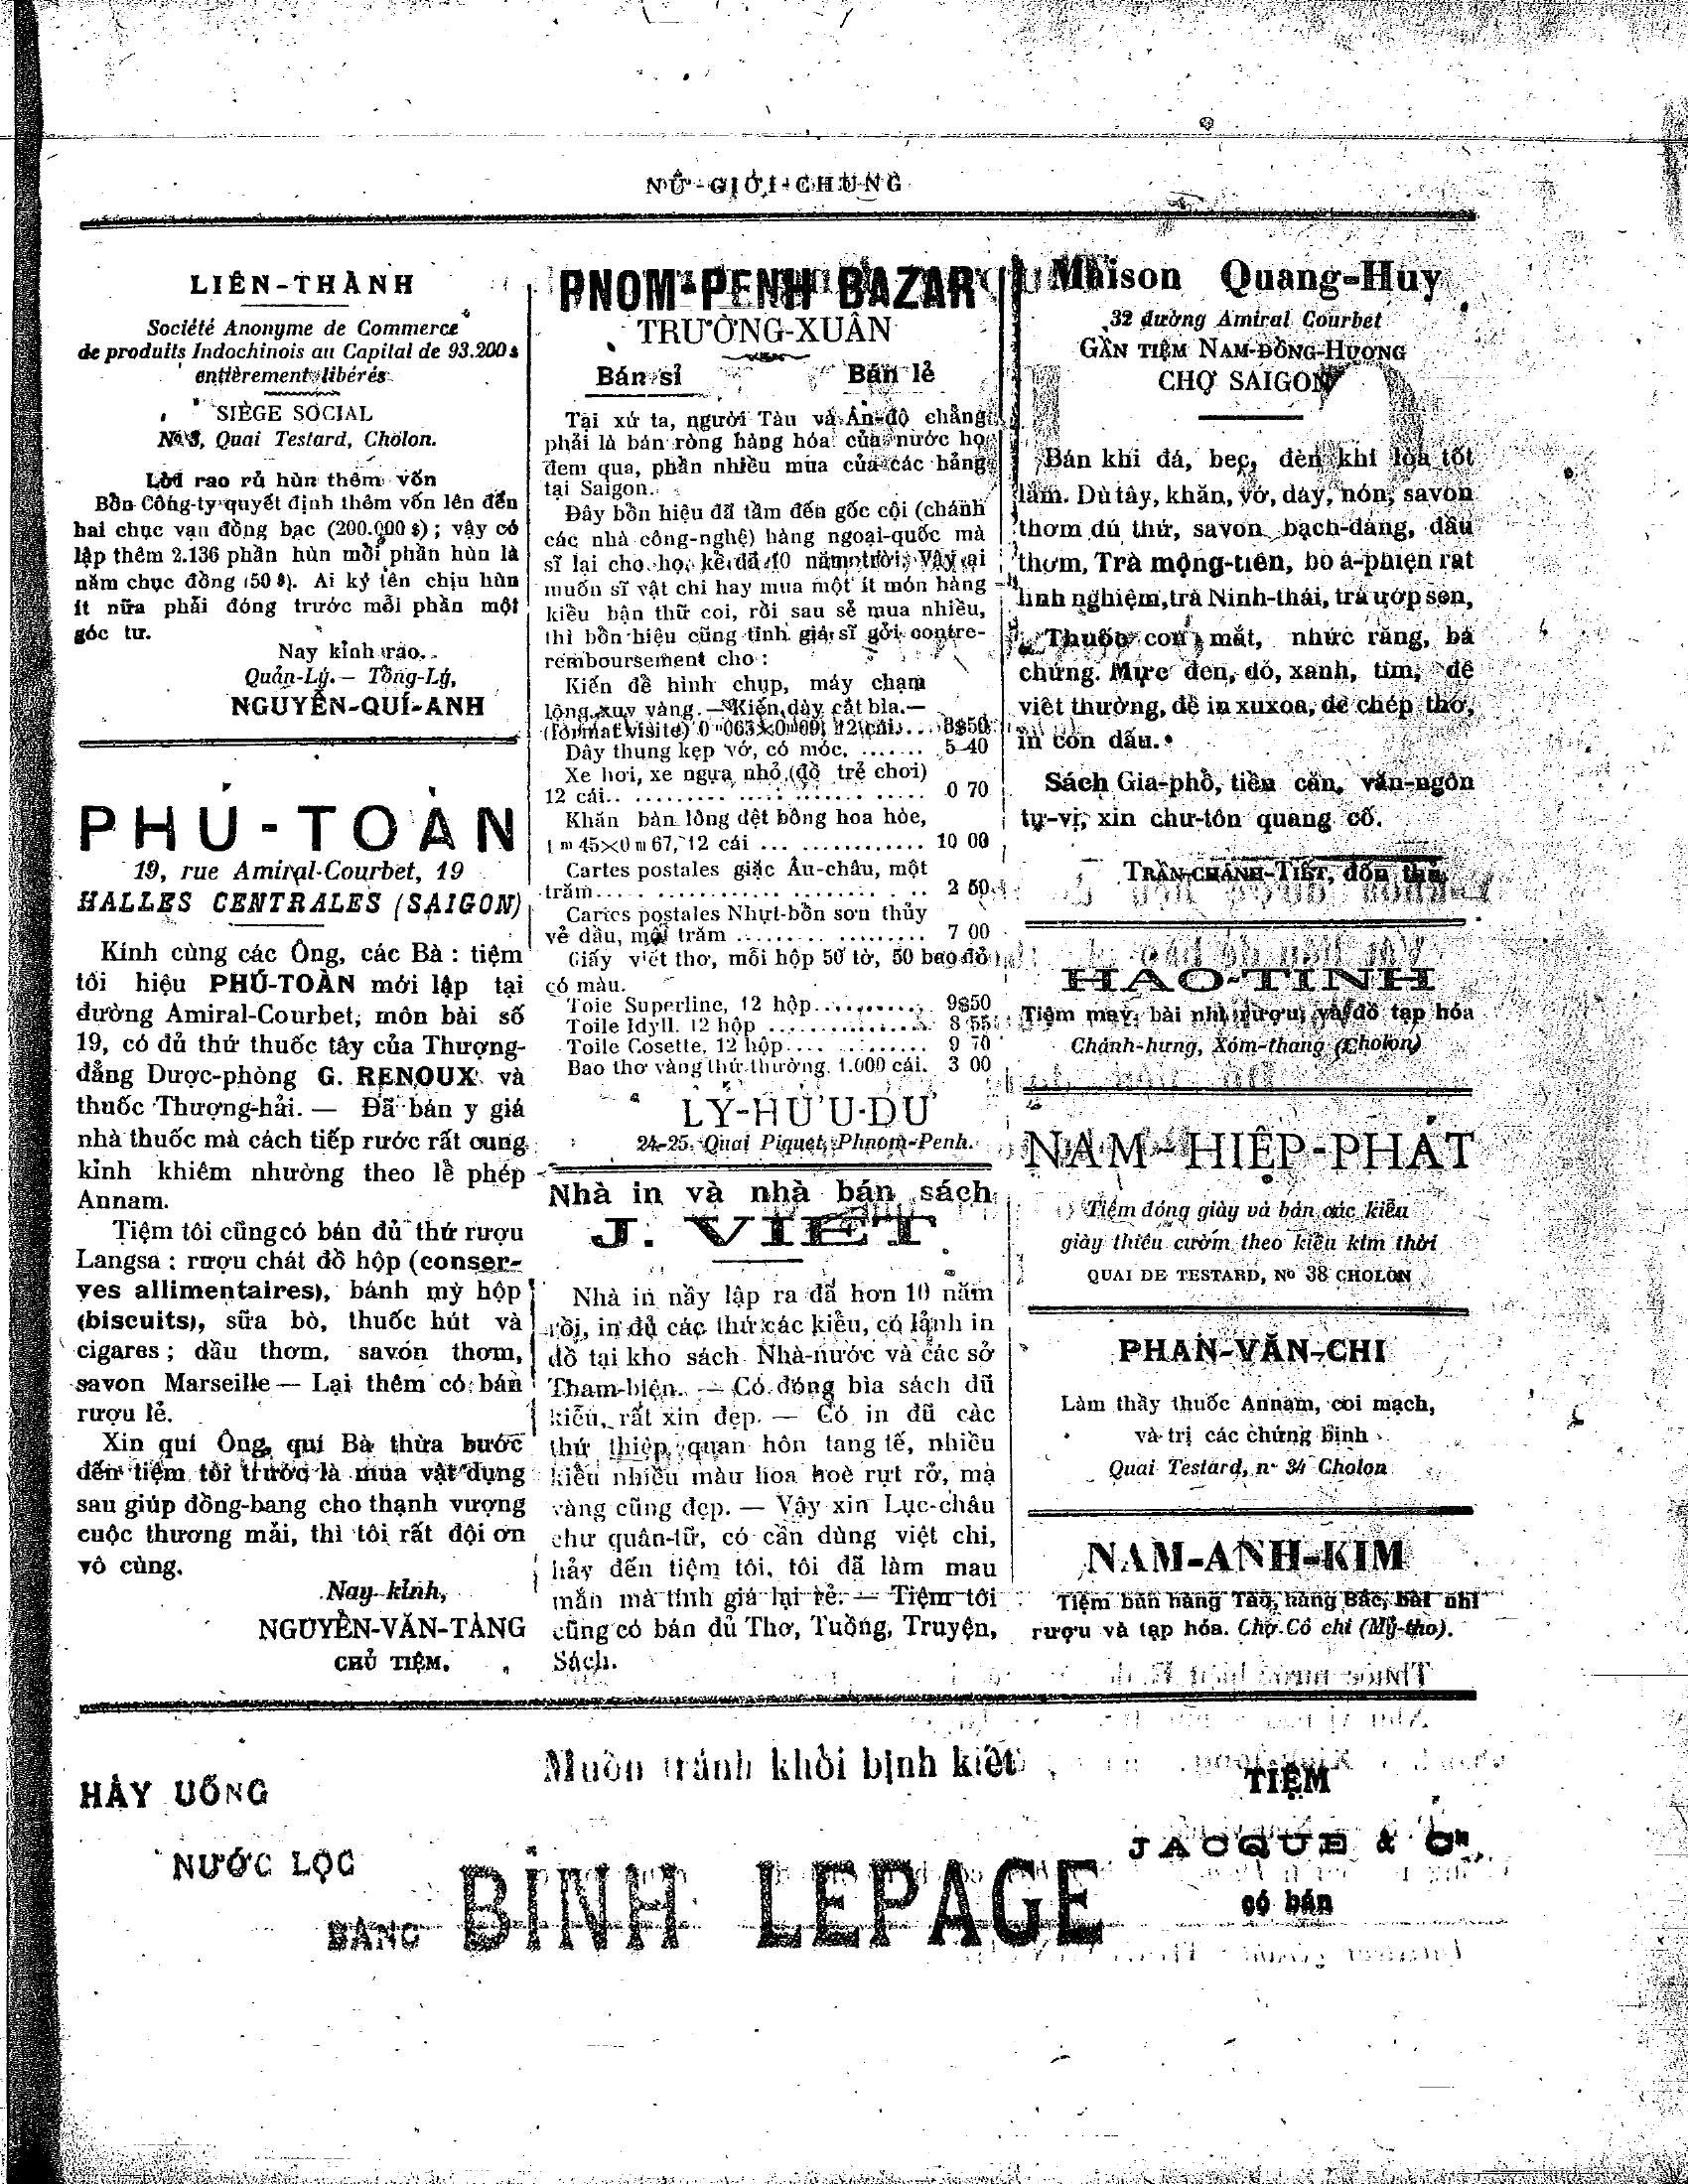 NỮ-GIỚI-CHUNG
LIÊN-THÀNH
Société Anonyme de Commerce
de produits Indochinois au Capital de 93.200$
entièrement libérés
SIÈGE SOCIAL
No 3, Quai Testard, Cholon.
Lời rao rủ hùn thêm vốn
Bổn Công-ty quyết định thêm vốn lên đến
hai chục vạn đồng bạc (200.000$); vậy có
lập thêm 2.136 phần hùn mỗi phần hùn là
năm chục đồng (50$). Ai ký tên chịu hùn
ít nữa phải đóng trước mỗi phần một
góc tư.
Nay kỉnh rao.
Quản-Lý. — Tổng-Lý,
NGUYỄN-QUÍ-ANH
PHÚ-TOÀN
19, rue Amiral-Courbet, 19
HALLES CENTRALES (SAIGON)
Kính cùng các Ông, các Bà : tiệm
tôi hiệu PHÚ-TOÀN mới lập tại
đường Amiral-Courbet, môn bài số
19, có đủ thứ thuốc tây của Thượng-
đẳng Dược-phòng G. RENOUX và
thuốc Thượng-hải. — Đã bán y giá
nhà thuốc mà cách tiếp rước rất cung
kỉnh khiêm nhường theo lễ phép
Annam.
Tiệm tôi cũng có bán đủ thứ rượu
Langsa : rượu chát đồ hộp (conser-
ves allimentaires), bánh mỳ hộp
(biscuits), sữa bò, thuốc hút và
cigares ; dầu thơm, savón thơm,
savon Marseille — Lại thêm có bán
rượu lẻ.
Xin quí Ông, quí Bà thừa bước
đến tiệm tôi trước là mua vật dụng
sau giúp đồng-bang cho thạnh vượng
cuộc thương mải, thì tôi rất đội ơn
vô cùng.
Nay kỉnh,
NGUYỄN-VĂN-TÀNG
CHỦ TIỆM.
PNOM-PENH BAZAR
TRƯỜNG-XUÂN
Bán sỉ Bán lẻ
Tại xứ ta, người Tàu và Ấn-độ chẳng
phải là bán ròng hàng hóa của nước họ
đem qua, phần nhiều mua của các hảng
tại Saigon.
Đây bổn hiệu đã tầm đến gốc cội (chánh
các nhà công-nghệ) hàng ngoại-quốc mà
sĩ lại cho họ, kể đã 10 năm trời; Vậy ai
muốn sĩ vật chi hay mua một ít món hàng
kiểu bận thữ coi, rồi sau sẻ mua nhiều,
thì bổn hiệu cũng tính giá sĩ gởi contre-
remboursement cho :
Kiến đề hình chụp, máy chạm
lộng xuy vàng. — Kiến dày cắt bìa.—
(format visite) 0m063×0m09, 12 cái... 8$50
Dây thung kẹp vớ, có móc, ....... 5 40
Xe hơi, xe ngựa nhỏ (đồ trẻ chơi)
12 cái.. ........ 0 70
Khăn bàn lông dệt bông hoa hòe,
1m45×0m67, 12 cái ... ............ 10 00
Cartes postales giặc Âu-châu, một
trăm... ........ 2 50
Cartes postales Nhựt-bổn sơn thủy
vẻ dầu, một trăm ........ 7 00
Giấy viết thơ, mỗi hộp 50 tờ, 50 bao đỏ
có màu.
Toie Superline, 12 hộp........... 9$50
Toile Idyll. 12 hộp ........ 8 55
Toile Cosette, 12 hộp.... ........ 9 70
Bao thơ vàng thứ thường. 1.000 cái. 3 00
LÝ-HỮU-DƯ
24-25. Quai Piquet, Phnom-Penh.
Nhà in và nhà bán sách
J. VIẾT
Nhà in nầy lập ra đã hơn 10 năm
rồi, in đủ các thứ các kiểu, có lảnh in
đồ tại kho sách Nhà-nước và các sở
Tham-biện. — Có đóng bìa sách đũ
kiểu, rất xin đẹp. — Có in đũ các
thứ thiệp, quan hôn tang tế, nhiều
kiểu nhiều màu hoa hoè rựt rở, mạ
vàng cũng đẹp. — Vậy xin Lục-châu
chư quân-tữ, có cần dùng việt chi,
hảy đến tiệm tôi, tôi đã làm mau
mắn mà tính giá lại rẻ. — Tiệm tôi
cũng có bán đủ Thơ, Tuồng, Truyện,
Sách.
Maison Quang-Huy
32 đường Amiral Courbet
GẦN TIỆM NAM-ĐỒNG-HƯƠNG
CHỢ SAIGON
Bán khí đá, bec, đèn khí lọa tốt
lắm. Dù tây, khăn, vớ, dày, nón, savon
thơm đủ thứ, savon bạch-đàng, dầu
thơm, Trà mộng-tiên, bỏ á-phiện rất
linh nghiệm, trà Ninh-thái, trà ướp sen,
Thuốc con mắt, nhức răng, bá
chứng. Mực đen, đỏ, xanh, tím, để
viết thường, để in xuxoa, để chép thơ,
in con dấu.
Sách Gia-phổ, tiền căn, văn-ngôn
tự-vị, xin chư-tôn quang cố.
TRẦN-CHÁNH-TIẾT, đốn thủ.
HẢO-TINH
Tiệm may, bài nhì rượu, và đồ tạp hóa
Chánh-hưng, Xóm-thang (Cholon)
NAM-HIỆP-PHÁT
Tiệm đóng giày và bán các kiểu
giày thiêu cườm theo kiểu kim thời
QUAI DE TESTARD, No 38 CHOLON
PHAN-VĂN-CHI
Làm thầy thuốc Annam, coi mạch,
và trị các chứng bịnh
Quai Testard, no 34 Cholon
NAM-ANH-KIM
Tiệm bán hàng Tàu, hàng Bắc, bài nhì
rượu và tạp hóa. Chợ Cổ chi (Mỹ-tho).
HÃY UỐNG
NƯỚC LỌC
BẰNG BÌNH LEPAGE
Muốn tránh khỏi bịnh kiết
TIỆM
JACQUE & Cie
có bán